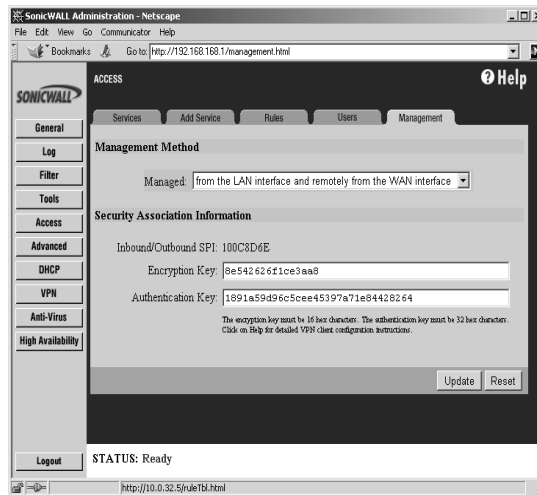 SonicWALL Administration - Netscape
File Edit View Go Communicator Help
Bookmarks Go to: http://192.168.168.1/management.html
SONICWALL
ACCESS
Help
Services Add Service Rules Users Management
General
Log
Filter
Tools
Access
Advanced
DHCP
VPN
Anti-Virus
High Availability
Logout
Management Method
Managed: from the LAN interface and remotely from the WAN interface
Security Association Information
Inbound/Outbound SPI: 100C8D6E
Encryption Key: 8e542626f1ce3aa8
Authentication Key: 1891a59d96c5cee45397a71e84428264
The encryption key must be 16 hex characters. The authentication key must be 32 hex characters.
Click on Help for detailed VPN client configuration instructions.
Update Reset
STATUS: Ready
http://10.0.32.5/ruleTbl.html